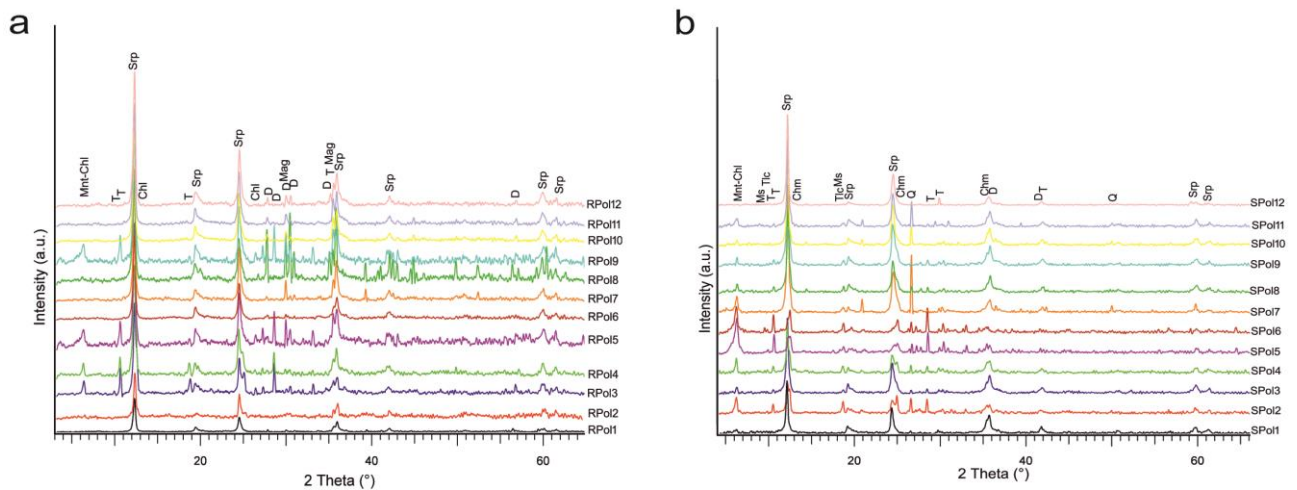 a
Intensity (a.u.)
Mnt-Chl
T
T
Srp
Chl
T
Srp
Srp
Chl
D
D
Mag
D
D
D
T
Mag
Srp
Srp
D
Srp
Srp
RPol12
RPol11
RPol10
RPol9
RPol8
RPol7
RPol6
RPol5
RPol4
RPol3
RPol2
RPol1
20
40
60
2 Theta (°)
b
Intensity (a.u.)
Mnt-Chl
Ms
Tlc
T
T
Srp
Chm
Tlc
Ms
Srp
Srp
Chm
Q
T
T
Chm
D
D
T
Q
Srp
Srp
SPol12
SPol11
SPol10
SPol9
SPol8
SPol7
SPol6
SPol5
SPol4
SPol3
SPol2
SPol1
20
40
60
2 Theta (°)